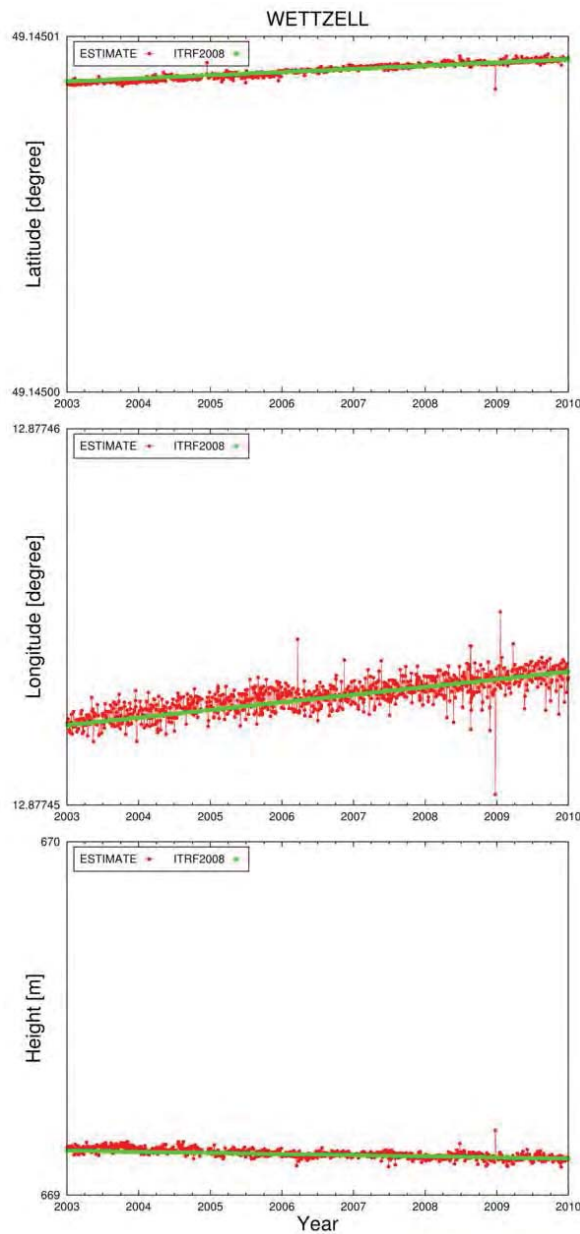 WETTZELL
49.14501
ESTIMATE ITRF2008
Latitude [degree]
49.14500
2003 2004 2005 2006 2007 2008 2009 2010
12.87746
ESTIMATE ITRF2008
Longitude [degree]
12.87745
2003 2004 2005 2006 2007 2008 2009 2010
670
ESTIMATE ITRF2008
Height [m]
669
2003 2004 2005 2006 2007 2008 2009 2010
Year